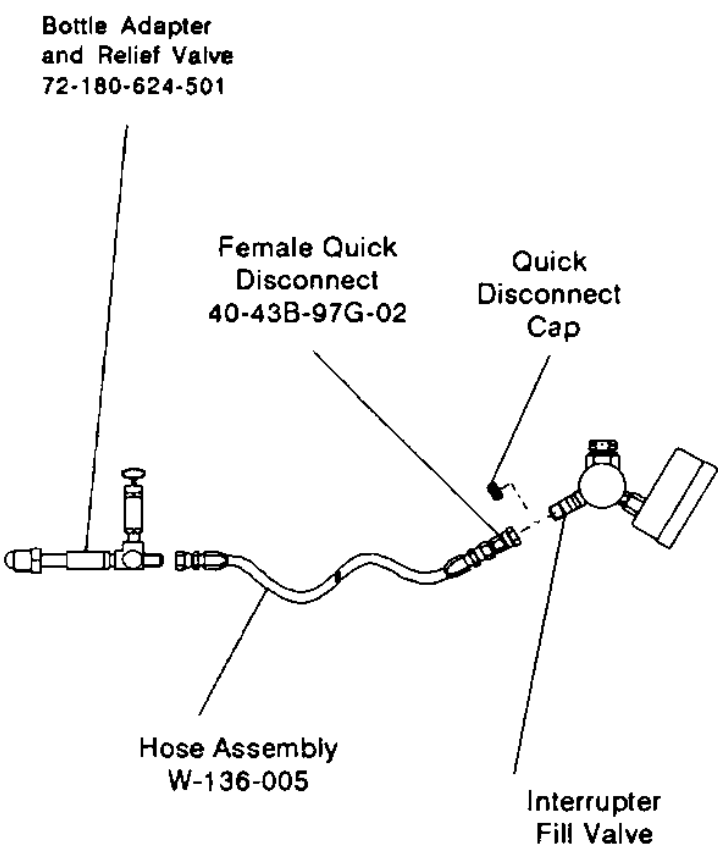 Bottle Adapter
and Relief Valve
72-180-624-501
Female Quick
Disconnect
40-43B-97G-02
Quick
Disconnect
Cap
Hose Assembly
W-136-005
Interrupter
Fill Valve